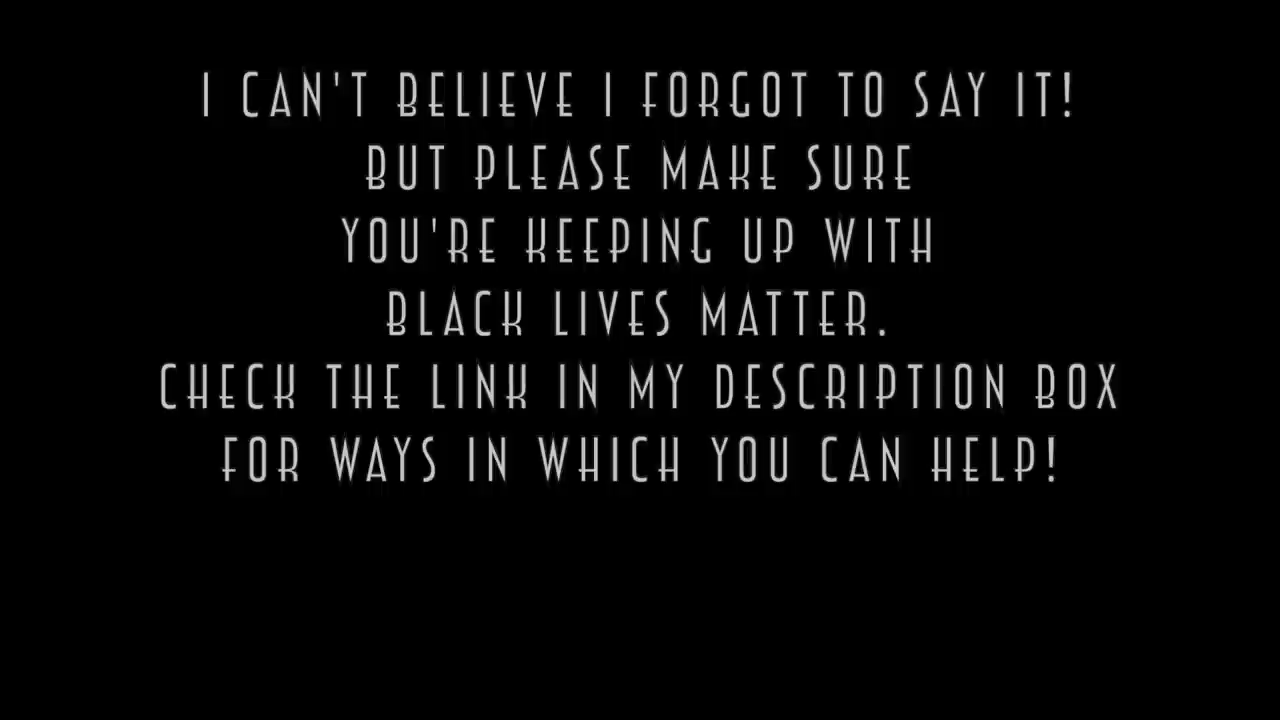 I CAN'T BELIEVE I FORGOT TO SAY IT!
BUT PLEASE MAKE SURE
YOU'RE KEEPING UP WITH
BLACK LIVES MATTER.
CHECK THE LINK IN MY DESCRIPTION BOX
FOR WAYS IN WHICH YOU CAN HELP!